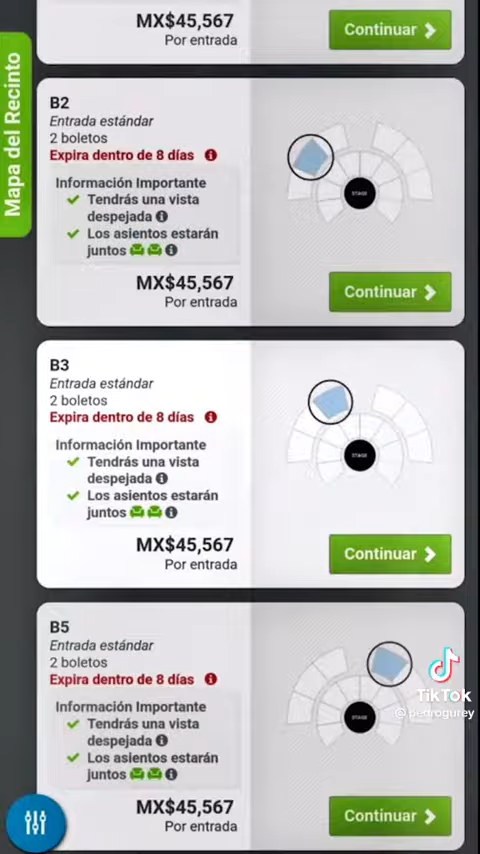 MX$45,567
Por entrada
Continuar
Mapa del Recinto
B2
Entrada estándar
2 boletos
Expira dentro de 8 días
Información Importante
Tendrás una vista
despejada
Los asientos estarán
juntos
MX$45,567
Por entrada
STAGE
Continuar
B3
Entrada estándar
2 boletos
Expira dentro de 8 días
Información Importante
Tendrás una vista
despejada
Los asientos estarán
juntos
MX$45,567
Por entrada
STAGE
Continuar
B5
Entrada estándar
2 boletos
Expira dentro de 8 días
Información Importante
Tendrás una vista
despejada
Los asientos estarán
juntos
MX$45,567
Por entrada
STAGE
Continuar
TikTok
@pedrogurey